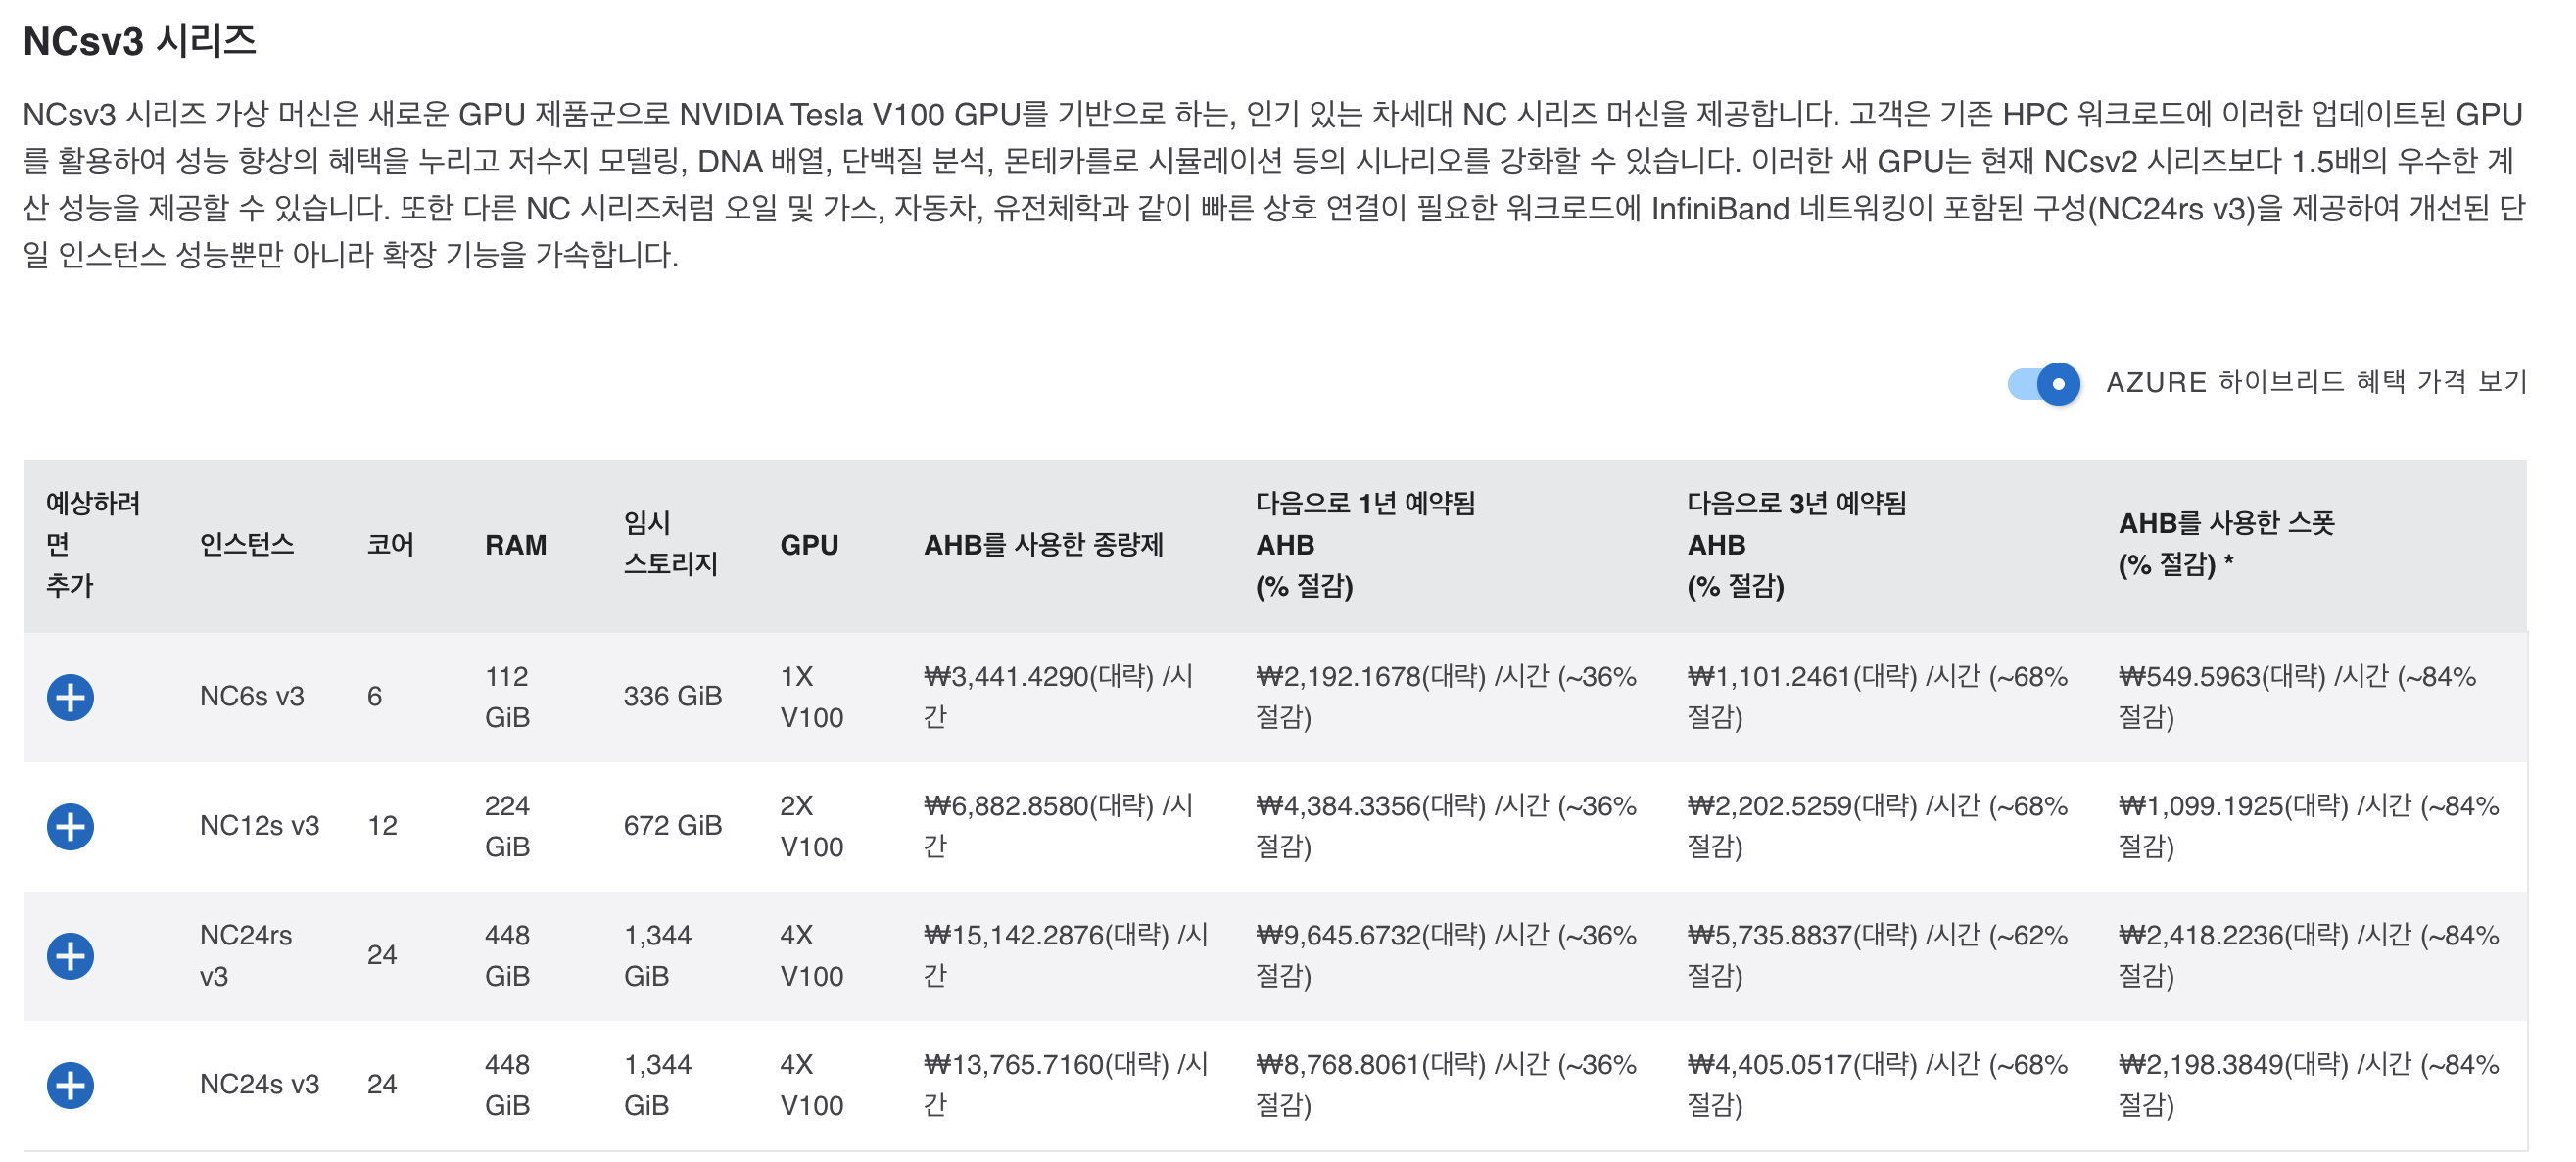 NCsv3 시리즈
NCsv3 시리즈 가상 머신은 새로운 GPU 제품군으로 NVIDIA Tesla V100 GPU를 기반으로 하는, 인기 있는 차세대 NC 시리즈 머신을 제공합니다. 고객은 기존 HPC 워크로드에 이러한 업데이트된 GPU
를 활용하여 성능 향상의 혜택을 누리고 저수지 모델링, DNA 배열, 단백질 분석, 몬테카를로 시뮬레이션 등의 시나리오를 강화할 수 있습니다. 이러한 새 GPU는 현재 NCsv2 시리즈보다 1.5배의 우수한 계
산 성능을 제공할 수 있습니다. 또한 다른 NC 시리즈처럼 오일 및 가스, 자동차, 유전체학과 같이 빠른 상호 연결이 필요한 워크로드에 InfiniBand 네트워킹이 포함된 구성(NC24rs v3)을 제공하여 개선된 단
일 인스턴스 성능뿐만 아니라 확장 기능을 가속합니다.
AZURE 하이브리드 혜택 가격 보기
예상하려
면
추가
인스턴스
코어
RAM
임시
스토리지
GPU
AHB를 사용한 종량제
다음으로 1년 예약됨
AHB
(% 절감)
다음으로 3년 예약됨
AHB
(% 절감)
AHB를 사용한 스폿
(% 절감) *
NC6s v3
6
112
GiB
336 GiB
1X
V100
₩3,441.4290(대략) /시
간
₩2,192.1678(대략) /시간 (~36%
절감)
₩1,101.2461(대략) /시간 (~68%
절감)
₩549.5963(대략) /시간 (~84%
절감)
NC12s v3
12
224
GiB
672 GiB
2X
V100
₩6,882.8580(대략) /시
간
₩4,384.3356(대략) /시간 (~36%
절감)
₩2,202.5259(대략) /시간 (~68%
절감)
₩1,099.1925(대략) /시간 (~84%
절감)
NC24rs
v3
24
448
GiB
1,344
GiB
4X
V100
₩15,142.2876(대략) /시
간
₩9,645.6732(대략) /시간 (~36%
절감)
₩5,735.8837(대략) /시간 (~62%
절감)
₩2,418.2236(대략) /시간 (~84%
절감)
NC24s v3
24
448
GiB
1,344
GiB
4X
V100
₩13,765.7160(대략) /시
간
₩8,768.8061(대략) /시간 (~36%
절감)
₩4,405.0517(대략) /시간 (~68%
절감)
₩2,198.3849(대략) /시간 (~84%
절감)